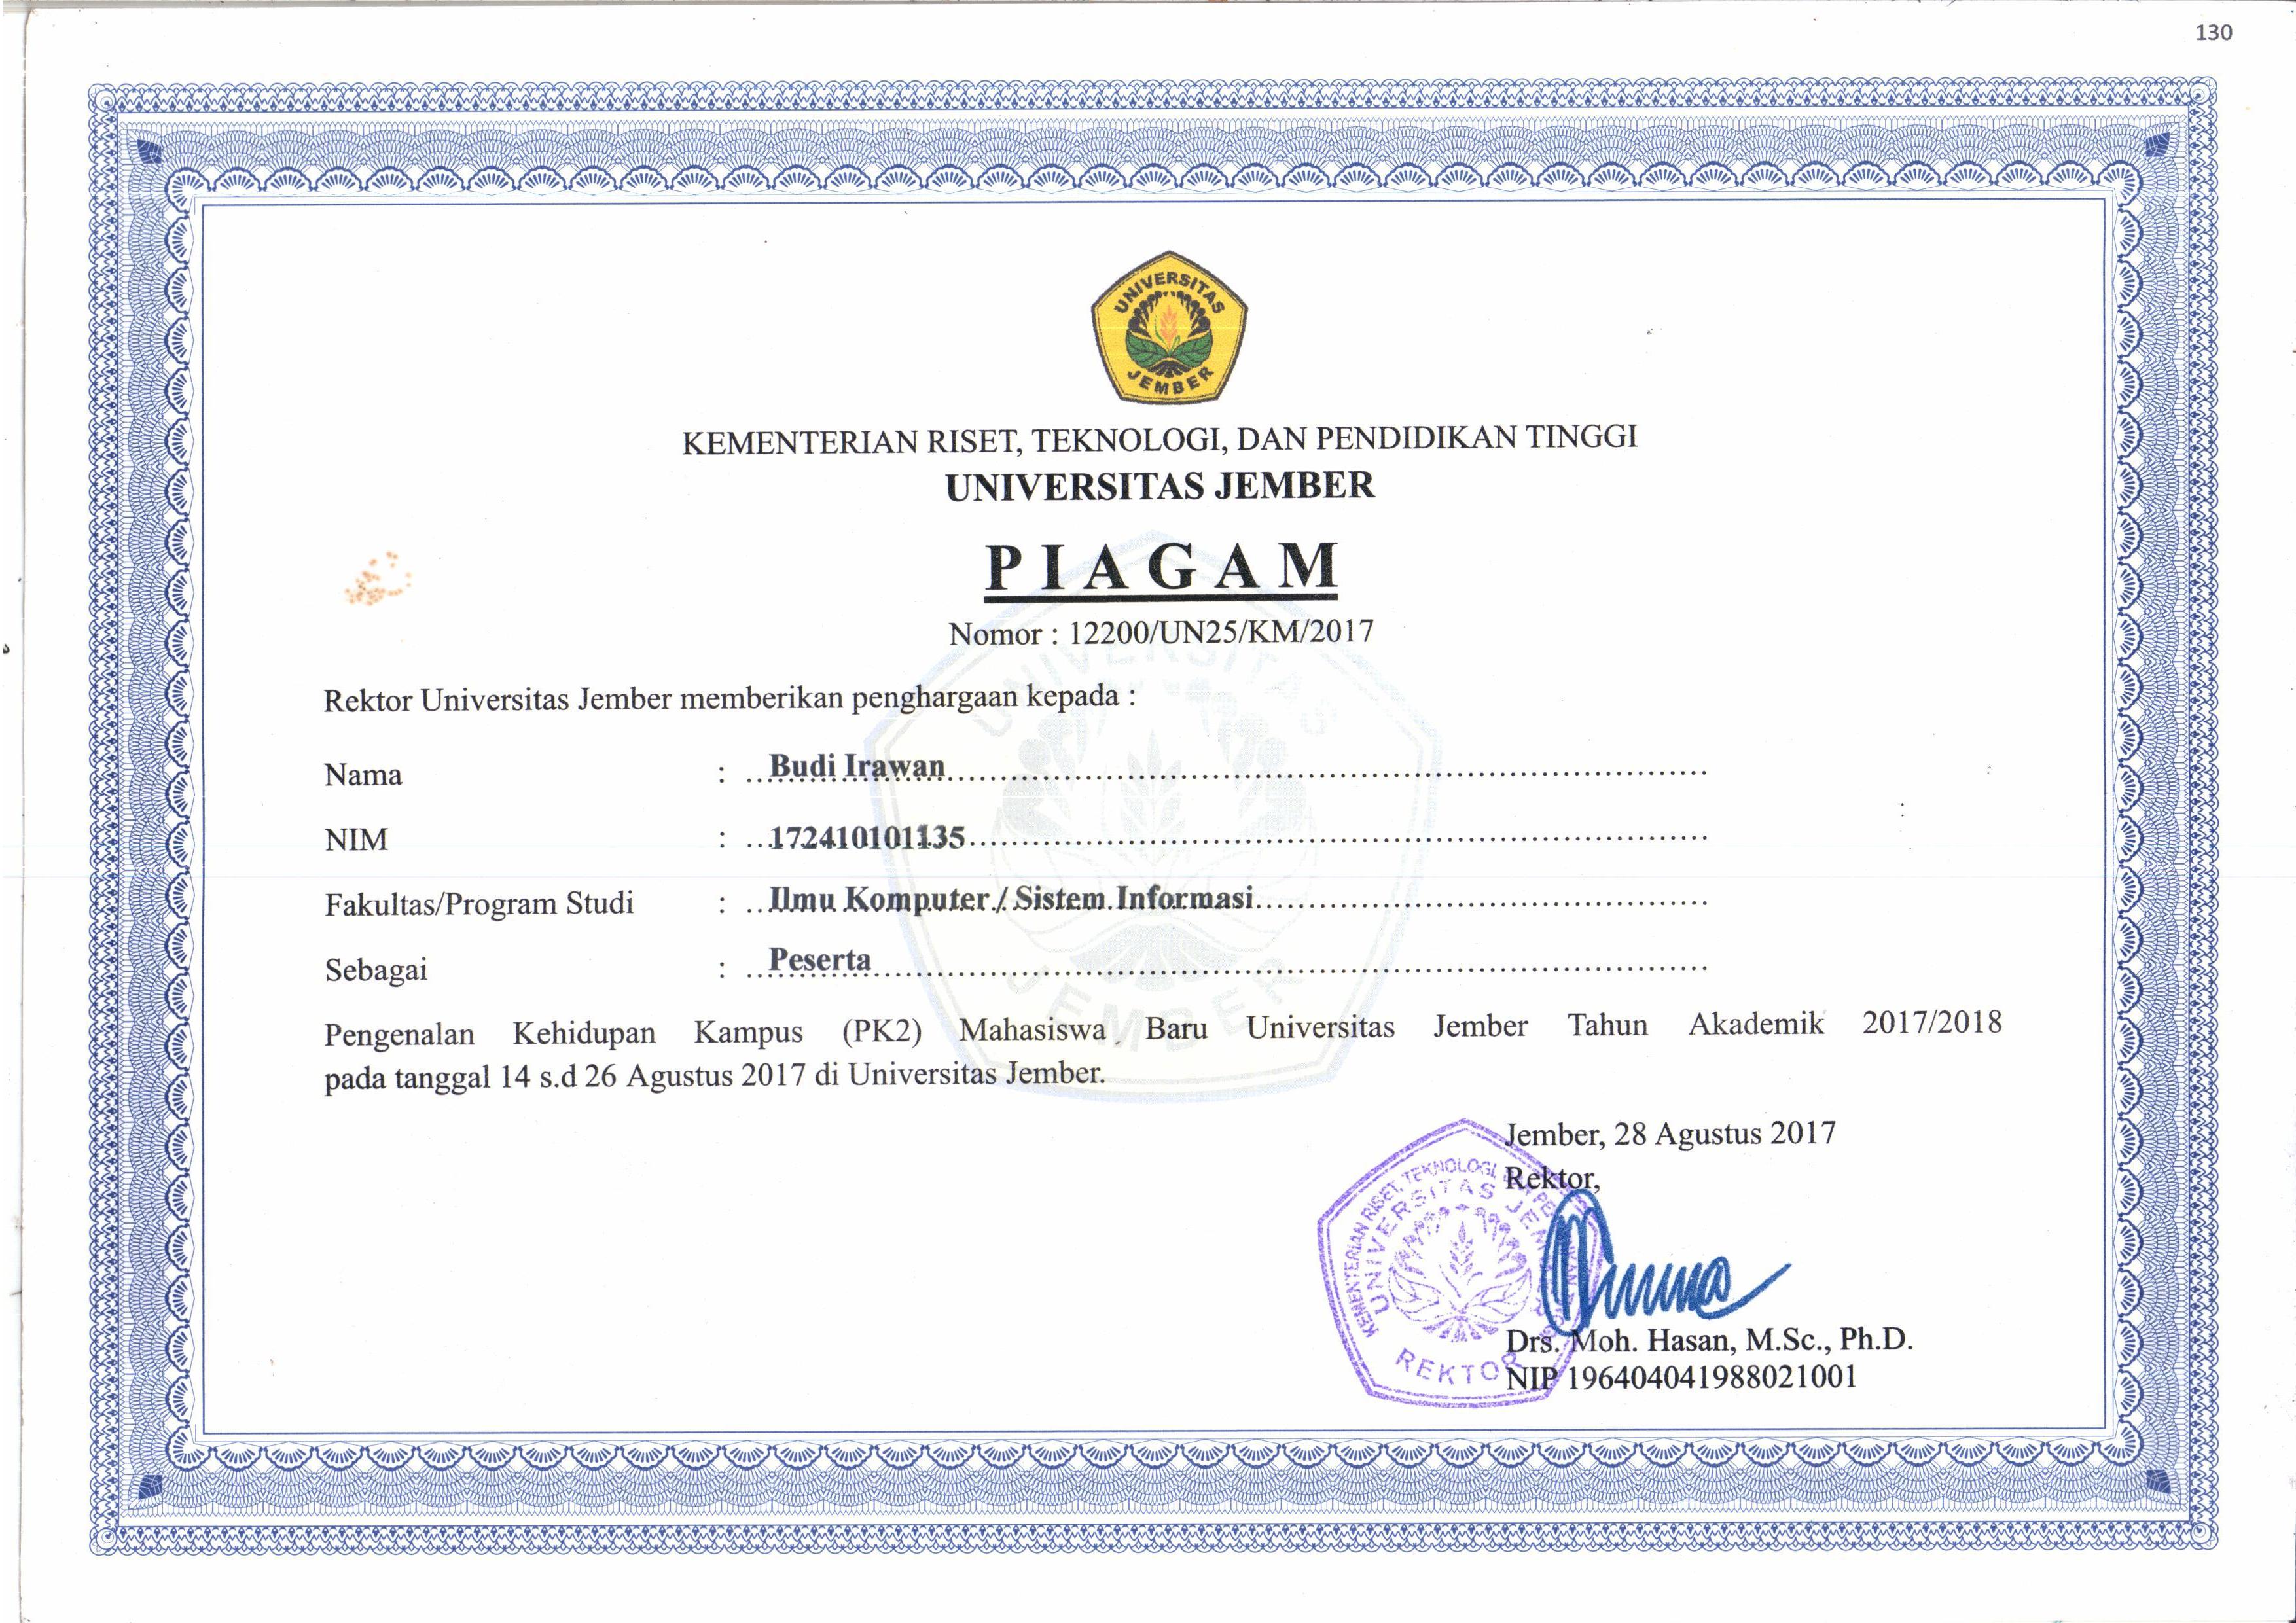 130
UNIVERSITAS
JEMBER
KEMENTERIAN RISET, TEKNOLOGI, DAN PENDIDIKAN TINGGI
UNIVERSITAS JEMBER
PIAGAM
Nomor : 12200/UN25/KM/2017
Rektor Universitas Jember memberikan penghargaan kepada :
Nama : Budi Irawan
NIM : 172410101135
Fakultas/Program Studi : Ilmu Komputer / Sistem Informasi
Sebagai : Peserta
Pengenalan Kehidupan Kampus (PK2) Mahasiswa Baru Universitas Jember Tahun Akademik 2017/2018
pada tanggal 14 s.d 26 Agustus 2017 di Universitas Jember.
Jember, 28 Agustus 2017
Rektor,
KEMENTERIAN RISET, TEKNOLOGI,
UNIVERSITAS JEMBER
REKTOR
Drs. Moh. Hasan, M.Sc., Ph.D.
NIP 196404041988021001